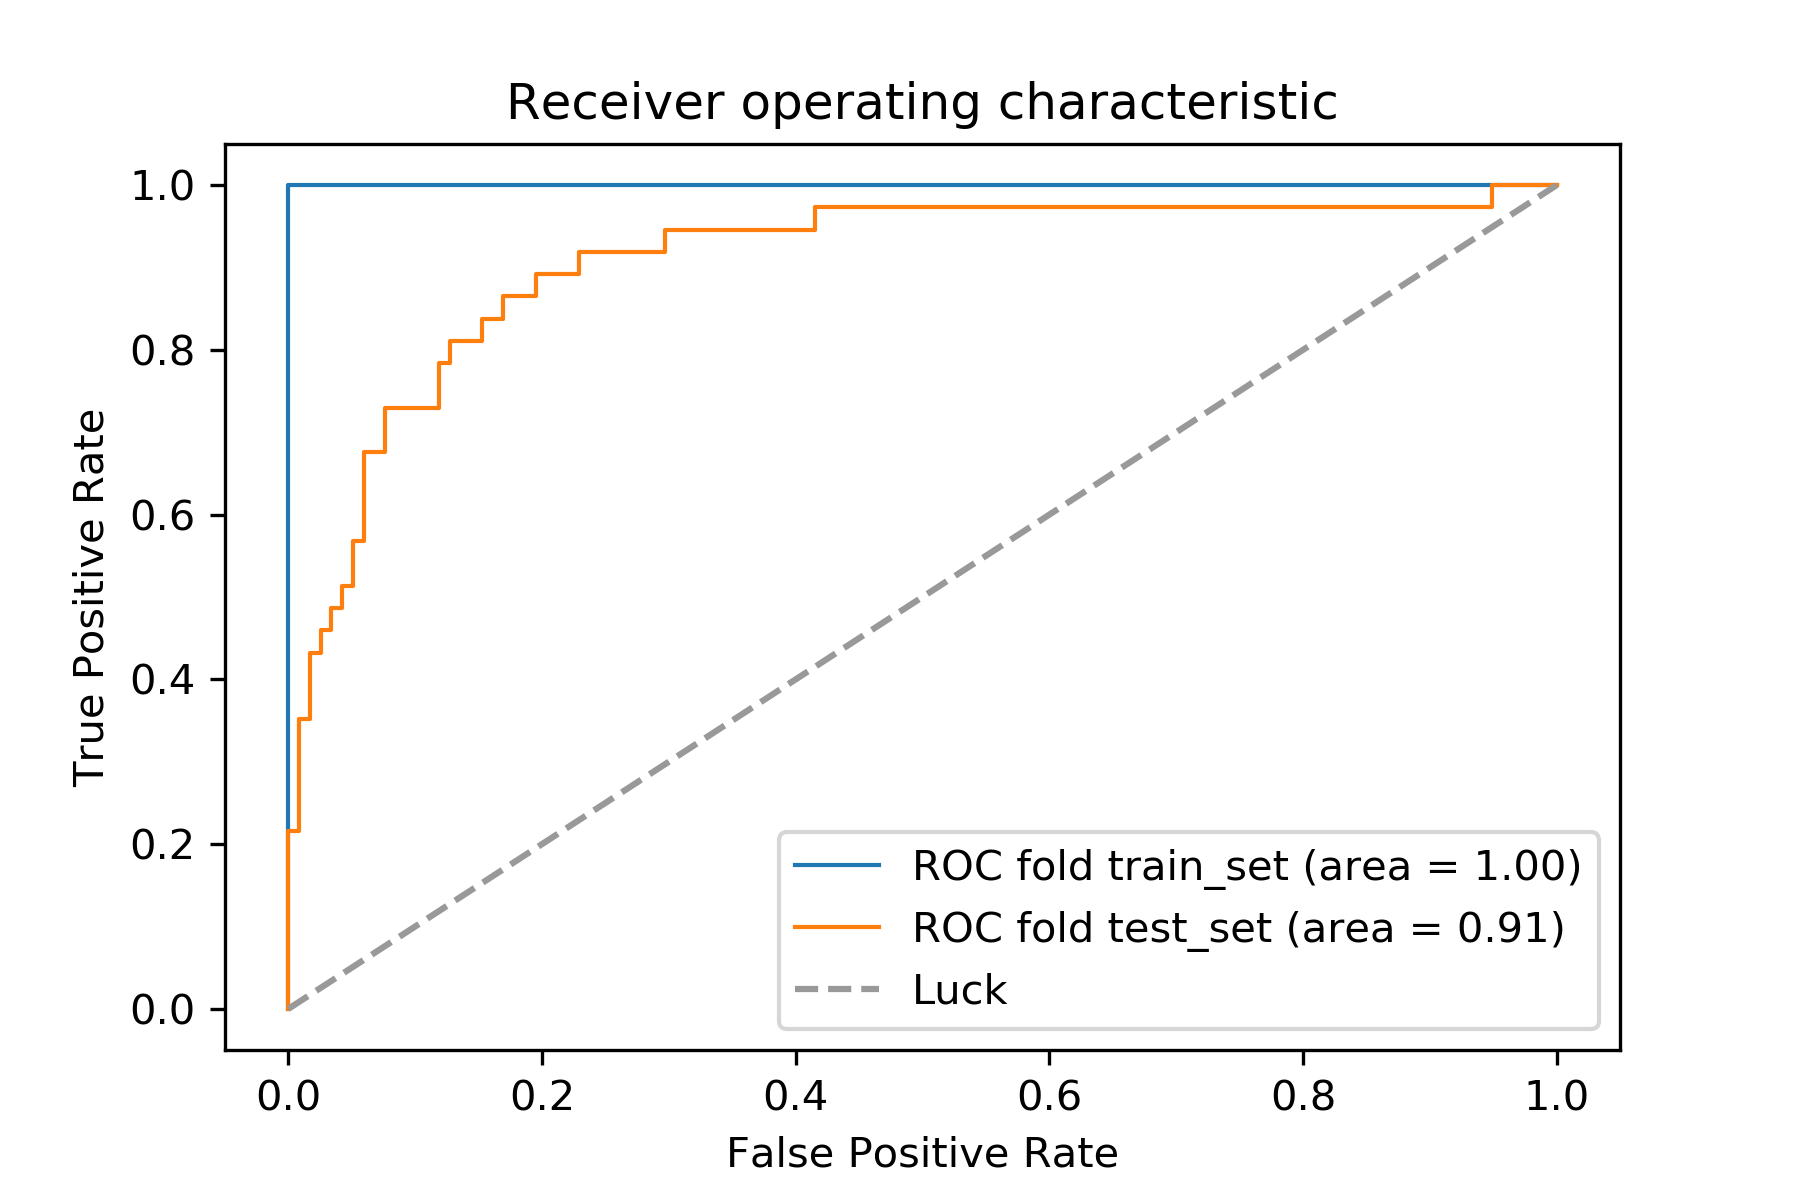 Receiver operating characteristic
1.0
0.8
0.6
0.4
0.2
0.0
True Positive Rate
ROC fold train_set (area = 1.00)
ROC fold test_set (area = 0.91)
Luck
0.0 0.2 0.4 0.6 0.8 1.0
False Positive Rate